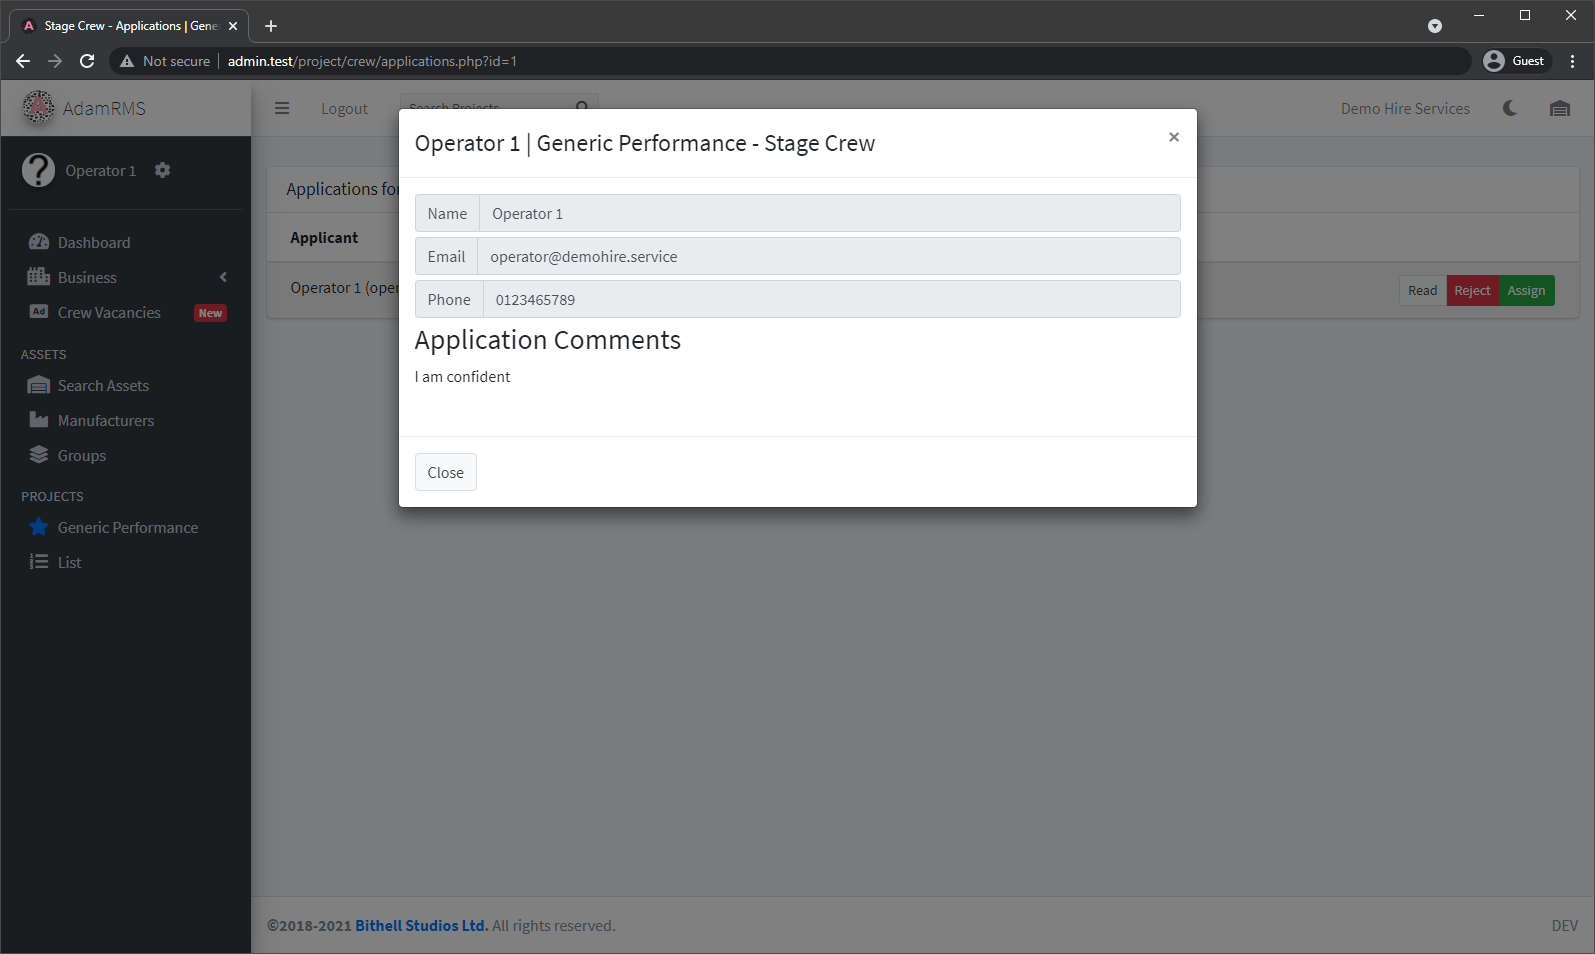 Stage Crew - Applications | Gene
Not secure
admin.test/project/crew/applications.php?id=1
Guest
AdamRMS
Logout
Search Projects
Demo Hire Services
Operator 1
Dashboard
Business
Ad
Crew Vacancies
New
ASSETS
Search Assets
Manufacturers
Groups
PROJECTS
Generic Performance
List
Applications for
Applicant
Operator 1 (oper
Read
Reject
Assign
Operator 1 | Generic Performance - Stage Crew
×
Name
Operator 1
Email
operator@demohire.service
Phone
0123465789
Application Comments
I am confident
Close
©2018-2021 Bithell Studios Ltd. All rights reserved.
DEV